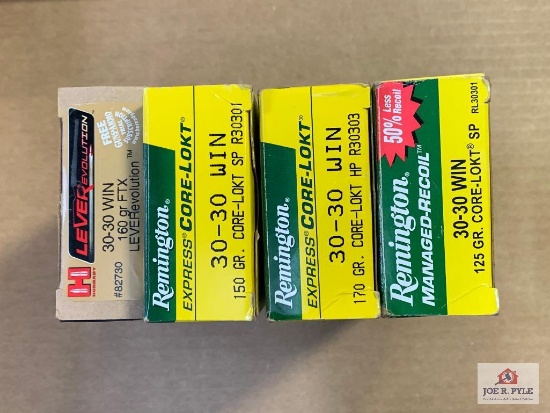 LEVERevolution
FREE
30-30 WIN
160 gr FTX
LEVERevolution™
H
#82730
Remington®
EXPRESS® CORE-LOKT®
30-30 WIN
150 GR. CORE-LOKT SP R30301
Remington®
EXPRESS® CORE-LOKT®
30-30 WIN
170 GR. CORE-LOKT HP R30303
50% Less
Recoil!
Remington®
MANAGED-RECOIL™
30-30 WIN
125 GR. CORE-LOKT® SP
RL30301
JOE R. PYLE